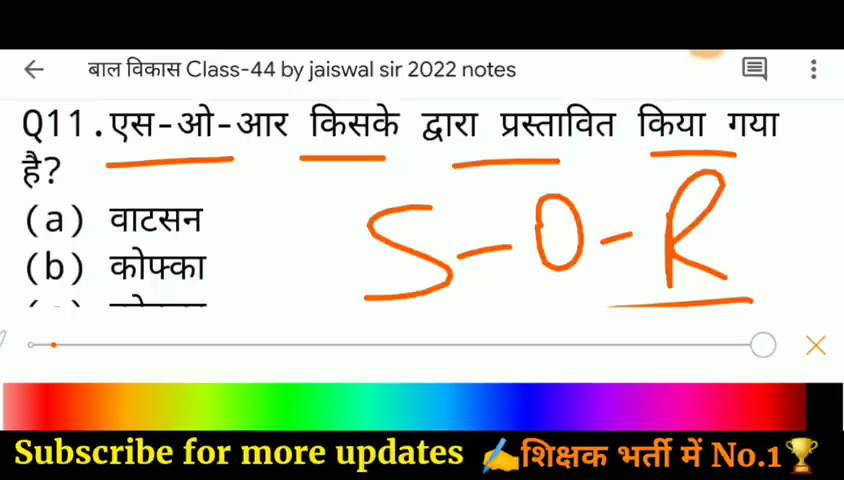 बाल विकास Class-44 by jaiswal sir 2022 notes
Q11.एस-ओ-आर किसके द्वारा प्रस्तावित किया गया
है?
(a) वाटसन
(b) कोफ्का
S-O-R
Subscribe for more updates ✍️शिक्षक भर्ती में No.1🏆